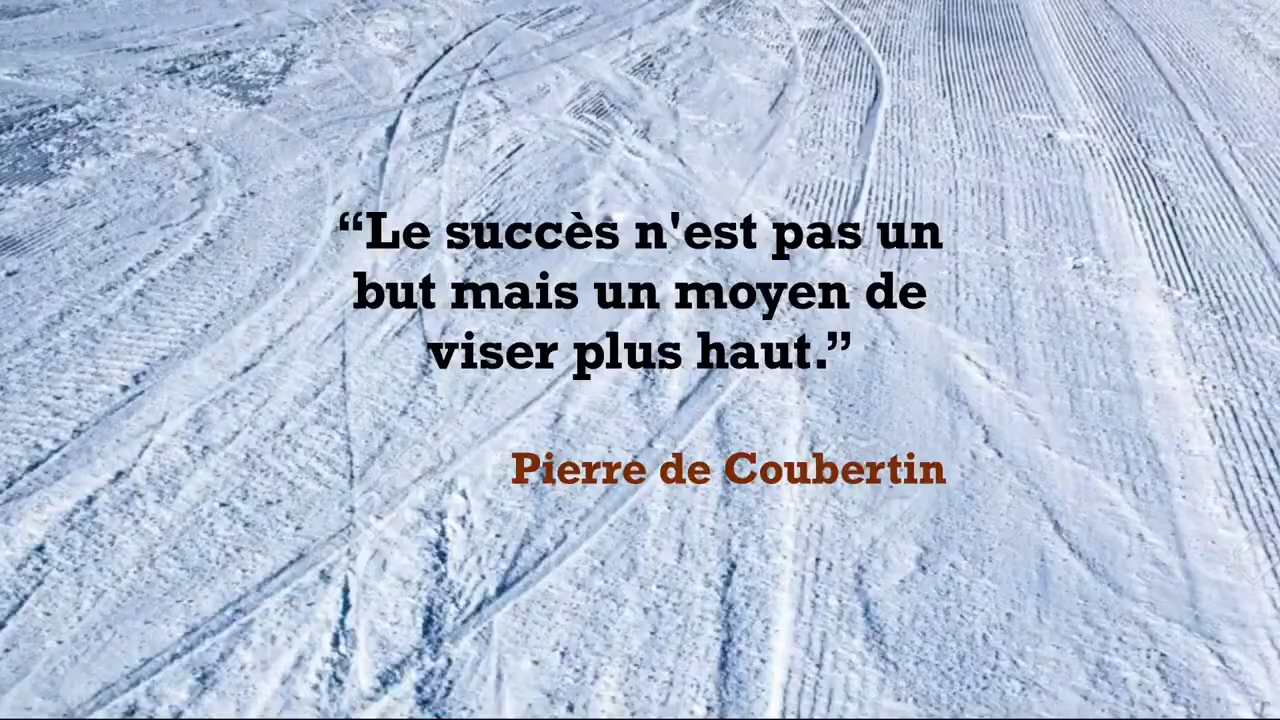 “Le succès n'est pas un
but mais un moyen de
viser plus haut.”
Pierre de Coubertin